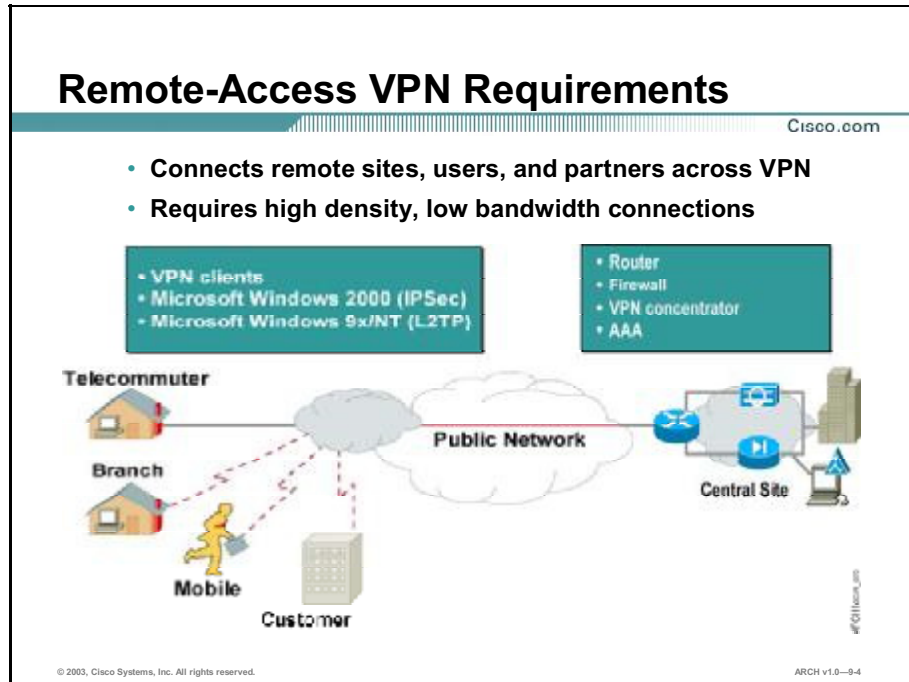 Remote-Access VPN Requirements
Cisco.com
• Connects remote sites, users, and partners across VPN
• Requires high density, low bandwidth connections
• VPN clients
• Microsoft Windows 2000 (IPSec)
• Microsoft Windows 9x/NT (L2TP)
• Router
• Firewall
• VPN concentrator
• AAA
Telecommuter
Public Network
Branch
Central Site
Mobile
Customer
© 2003, Cisco Systems, Inc. All rights reserved.
ARCH v1.0—9-4